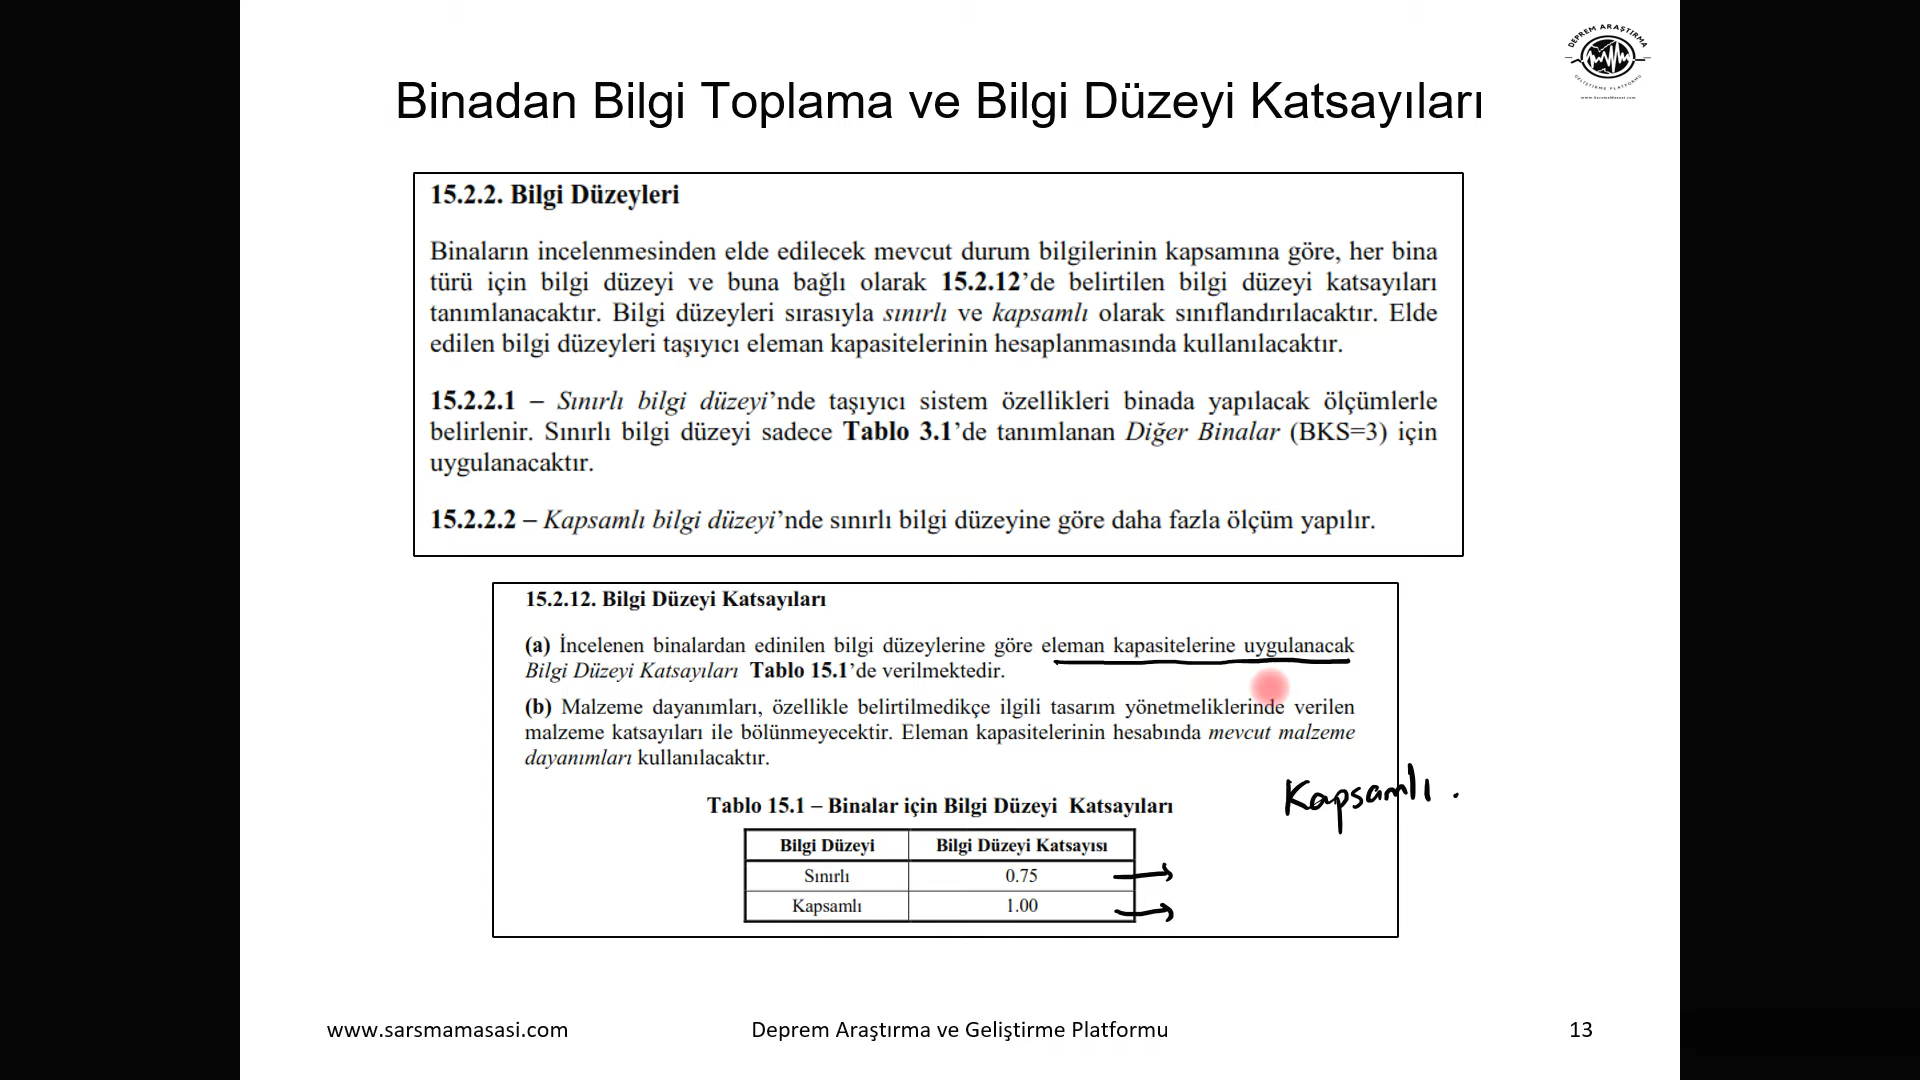 DEPREM ARAŞTIRMA
GELİŞTİRME PLATFORMU
www.SarsmaMasasi.com
Binadan Bilgi Toplama ve Bilgi Düzeyi Katsayıları
15.2.2. Bilgi Düzeyleri
Binaların incelenmesinden elde edilecek mevcut durum bilgilerinin kapsamına göre, her bina
türü için bilgi düzeyi ve buna bağlı olarak 15.2.12’de belirtilen bilgi düzeyi katsayıları
tanımlanacaktır. Bilgi düzeyleri sırasıyla sınırlı ve kapsamlı olarak sınıflandırılacaktır. Elde
edilen bilgi düzeyleri taşıyıcı eleman kapasitelerinin hesaplanmasında kullanılacaktır.
15.2.2.1 – Sınırlı bilgi düzeyi’nde taşıyıcı sistem özellikleri binada yapılacak ölçümlerle
belirlenir. Sınırlı bilgi düzeyi sadece Tablo 3.1’de tanımlanan Diğer Binalar (BKS=3) için
uygulanacaktır.
15.2.2.2 – Kapsamlı bilgi düzeyi’nde sınırlı bilgi düzeyine göre daha fazla ölçüm yapılır.
15.2.12. Bilgi Düzeyi Katsayıları
(a) İncelenen binalardan edinilen bilgi düzeylerine göre eleman kapasitelerine uygulanacak
Bilgi Düzeyi Katsayıları Tablo 15.1’de verilmektedir.
(b) Malzeme dayanımları, özellikle belirtilmedikçe ilgili tasarım yönetmeliklerinde verilen
malzeme katsayıları ile bölünmeyecektir. Eleman kapasitelerinin hesabında mevcut malzeme
dayanımları kullanılacaktır.
Kapsamlı.
Tablo 15.1 – Binalar için Bilgi Düzeyi Katsayıları
Bilgi Düzeyi Bilgi Düzeyi Katsayısı
Sınırlı 0.75
Kapsamlı 1.00
www.sarsmamasasi.com Deprem Araştırma ve Geliştirme Platformu 13